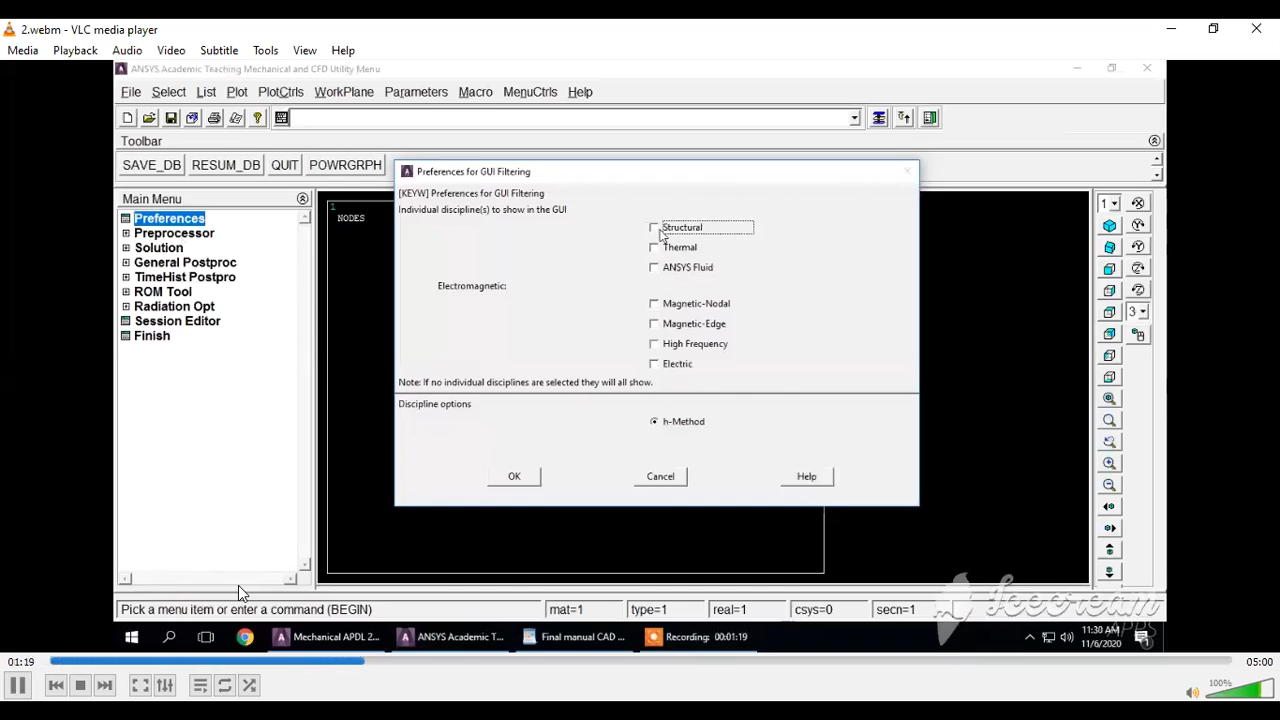 2.webm - VLC media player
Media Playback Audio Video Subtitle Tools View Help
ANSYS Academic Teaching Mechanical and CFD Utility Menu
File Select List Plot PlotCtrls WorkPlane Parameters Macro MenuCtrls Help
Toolbar
SAVE_DB RESUM_DB QUIT POWRGRPH
Main Menu
Preferences
Preprocessor
Solution
General Postproc
TimeHist Postpro
ROM Tool
Radiation Opt
Session Editor
Finish
1
NODES
Preferences for GUI Filtering
[KEYW] Preferences for GUI Filtering
Individual discipline(s) to show in the GUI
Structural
Thermal
ANSYS Fluid
Electromagnetic:
Magnetic-Nodal
Magnetic-Edge
High Frequency
Electric
Note: If no individual disciplines are selected they will all show.
Discipline options
h-Method
OK Cancel Help
1
3
Pick a menu item or enter a command (BEGIN) mat=1 type=1 real=1 csys=0 secn=1
Icecream
APPS
Mechanical APDL 2... ANSYS Academic T... Final manual CAD ... Recording: 00:01:19
11:30 AM
11/6/2020
01:19 05:00
100%